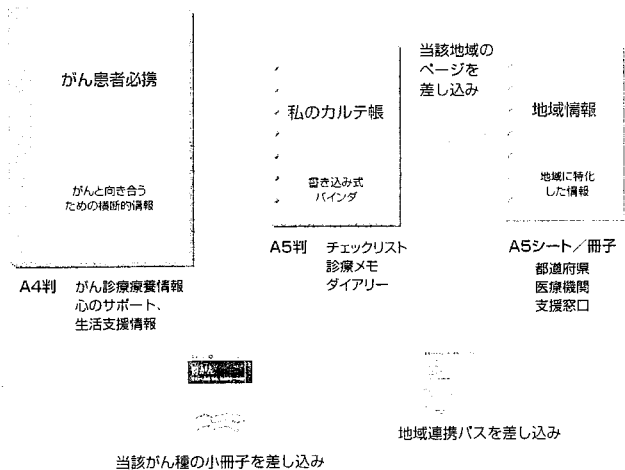 がん患者必携
がんと向き合う
ための横断的情報
A4判 がん診療療養情報
心のサポート、
生活支援情報
私のカルテ帳
書き込み式
バインダ
A5判 チェックリスト
診療メモ
ダイアリー
当該地域の
ページを
差し込み
地域情報
地域に特化
した情報
A5シート／冊子
都道府県
医療機関
支援窓口
当該がん種の小冊子を差し込み
地域連携パスを差し込み